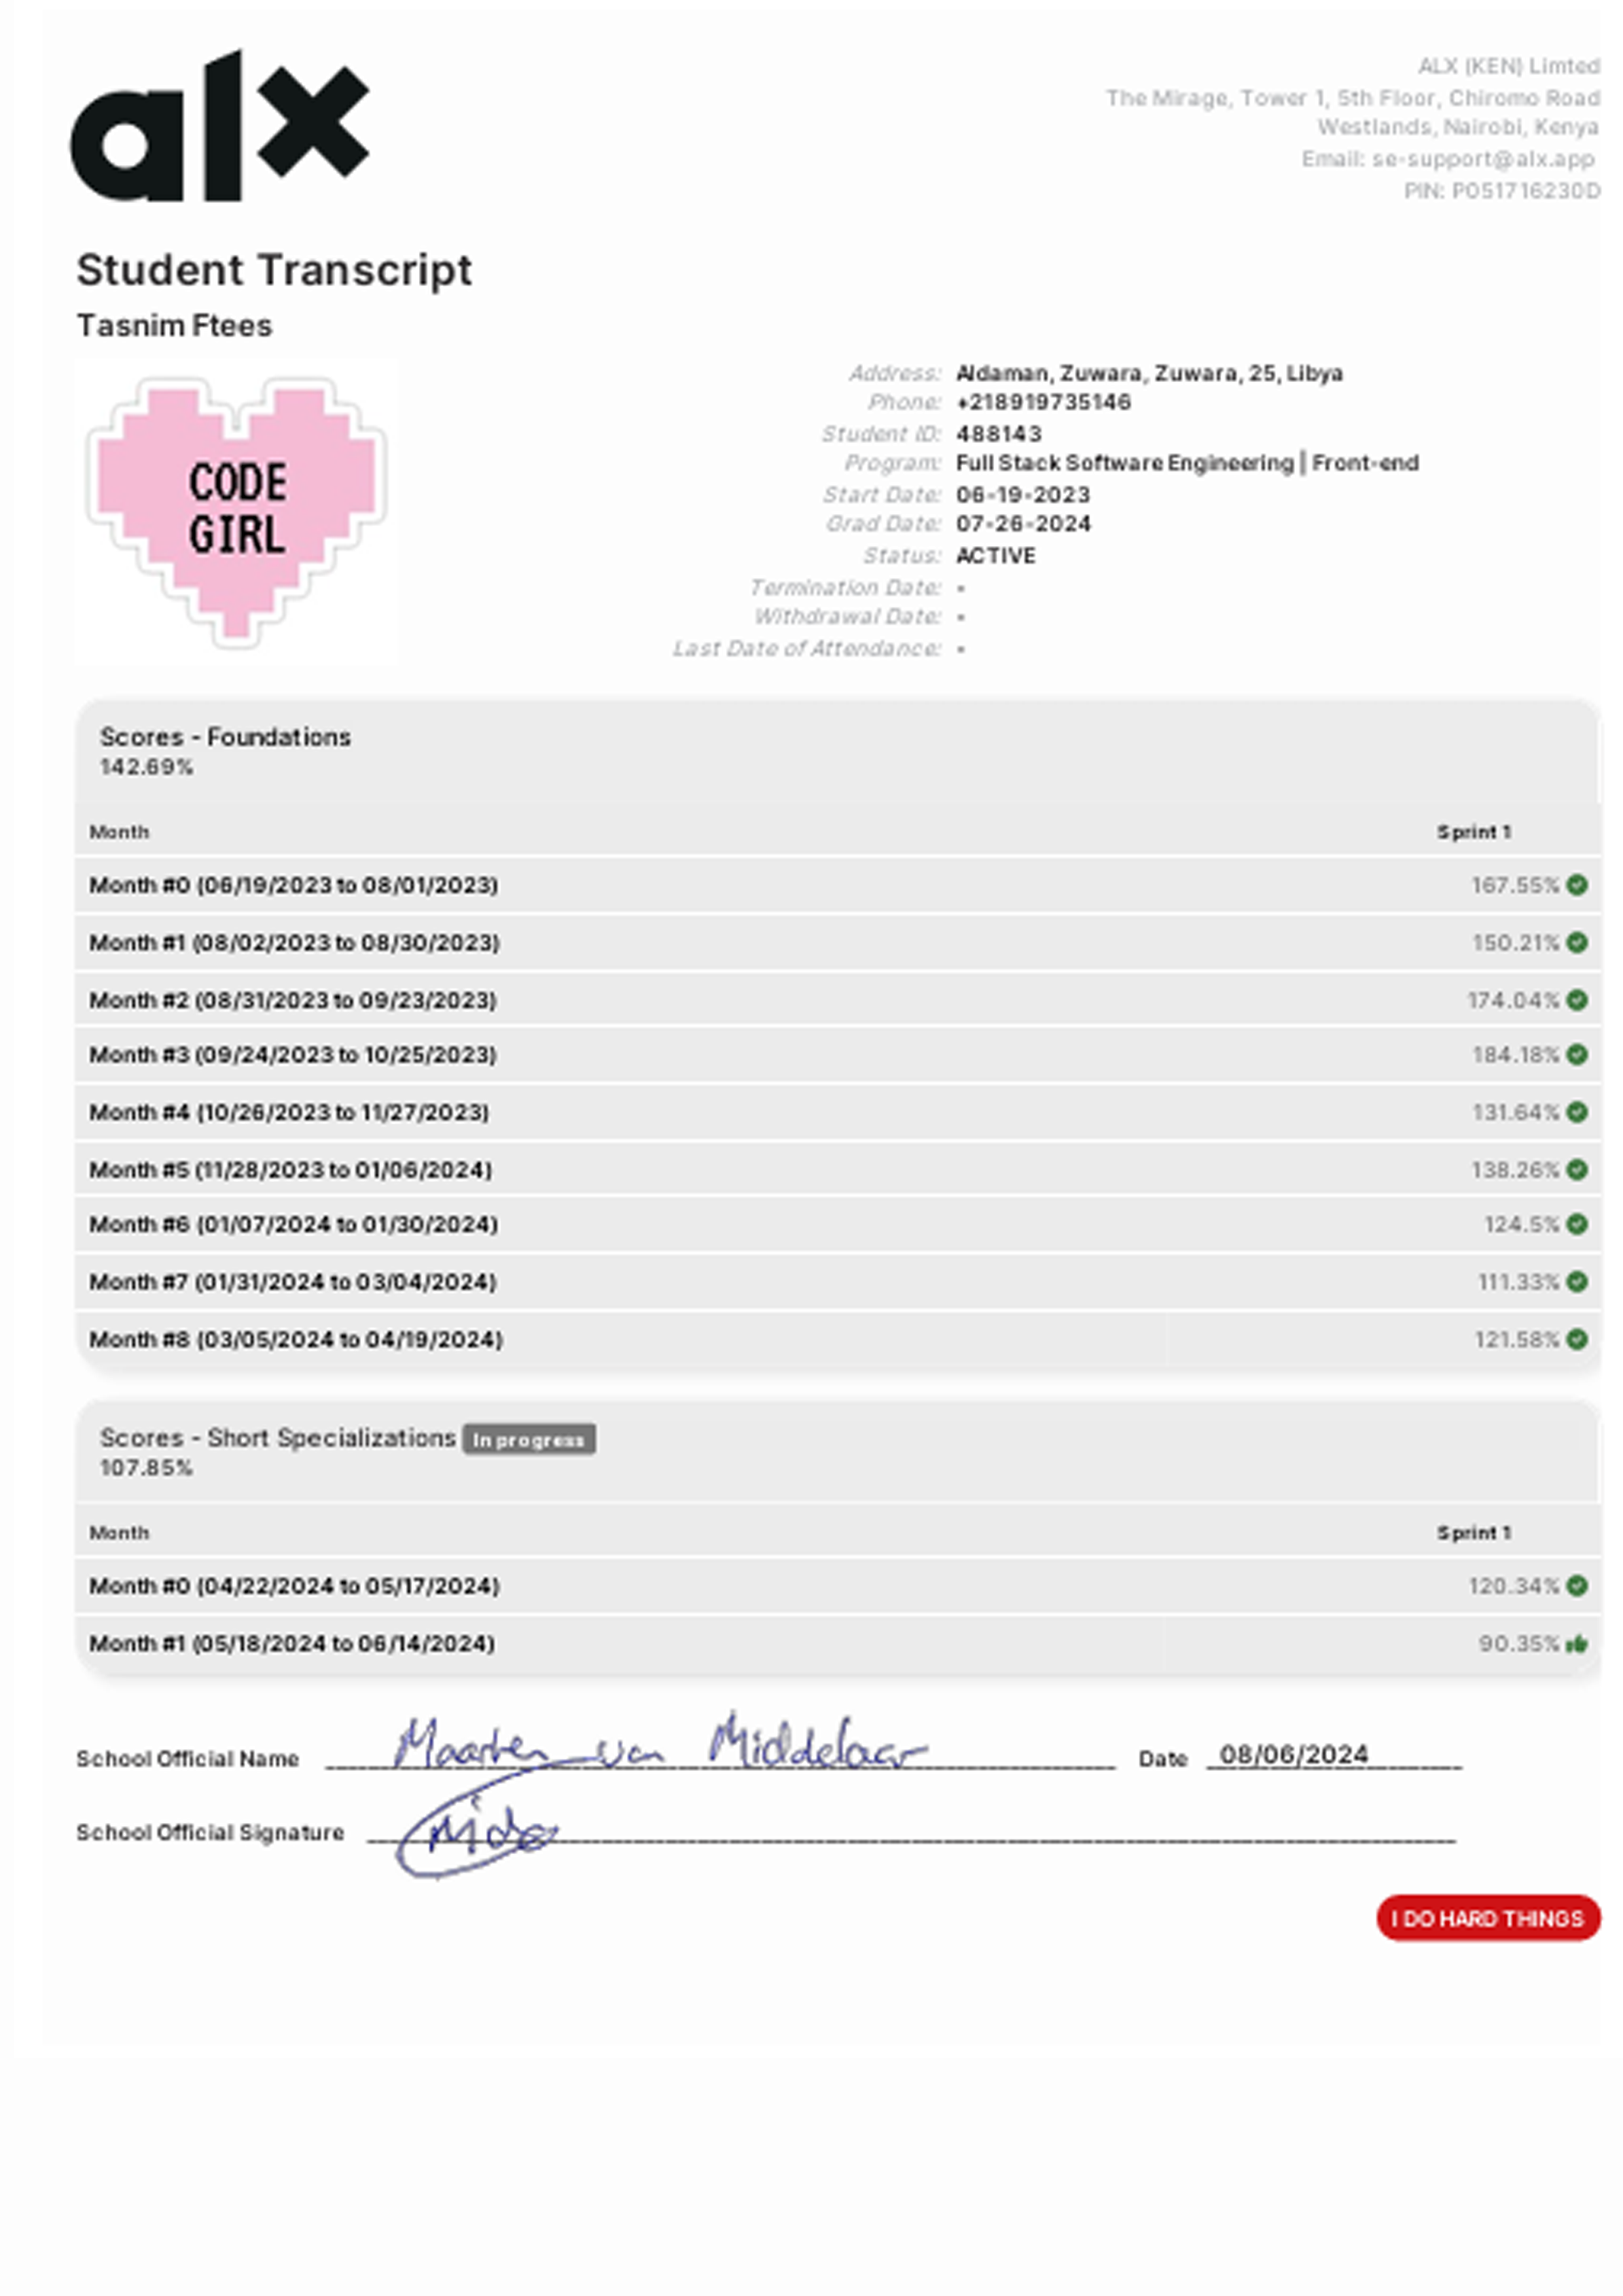 alx
ALX (KEN) Limted
The Mirage, Tower 1, 5th Floor, Chiromo Road
Westlands, Nairobi, Kenya
Email: se-support@alx.app
PIN: P051716230D
Student Transcript
Tasnim Ftees
CODE
GIRL
Address: Aldaman, Zuwara, Zuwara, 25, Libya
Phone: +218919735146
Student ID: 488143
Program: Full Stack Software Engineering | Front-end
Start Date: 06-19-2023
Grad Date: 07-26-2024
Status: ACTIVE
Termination Date: -
Withdrawal Date: -
Last Date of Attendance: -
Scores - Foundations
142.69%
Month Sprint 1
Month #0 (06/19/2023 to 08/01/2023) 167.55%
Month #1 (08/02/2023 to 08/30/2023) 150.21%
Month #2 (08/31/2023 to 09/23/2023) 174.04%
Month #3 (09/24/2023 to 10/25/2023) 184.18%
Month #4 (10/26/2023 to 11/27/2023) 131.64%
Month #5 (11/28/2023 to 01/06/2024) 138.26%
Month #6 (01/07/2024 to 01/30/2024) 124.5%
Month #7 (01/31/2024 to 03/04/2024) 111.33%
Month #8 (03/05/2024 to 04/19/2024) 121.58%
Scores - Short Specializations In progress
107.85%
Month Sprint 1
Month #0 (04/22/2024 to 05/17/2024) 120.34%
Month #1 (05/18/2024 to 06/14/2024) 90.35%
School Official Name Maarten van Middelaar Date 08/06/2024
School Official Signature
I DO HARD THINGS